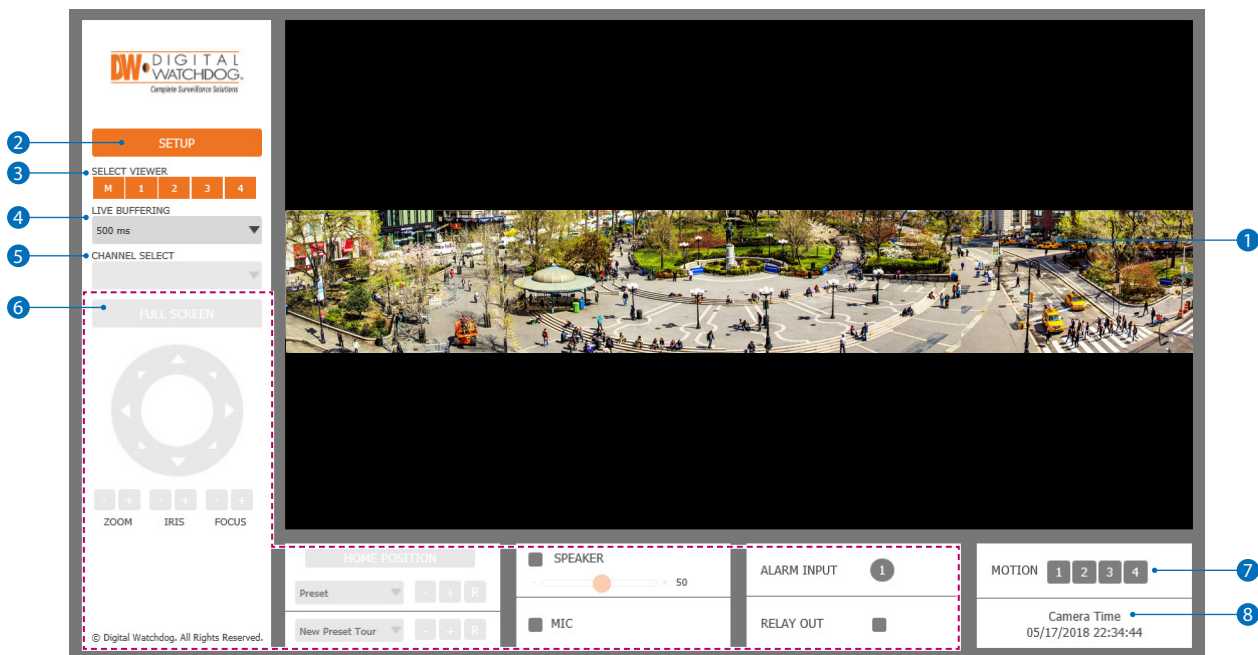 DW DIGITAL
WATCHDOG™
Complete Surveillance Solutions
2
SETUP
3
SELECT VIEWER
M 1 2 3 4
4
LIVE BUFFERING
500 ms
5
CHANNEL SELECT
6
FULL SCREEN
- + - + - +
ZOOM IRIS FOCUS
© Digital Watchdog. All Rights Reserved.
1
HOME POSITION
Preset - + R
New Preset Tour - + R
SPEAKER
- + 50
MIC
ALARM INPUT 1
RELAY OUT
MOTION 1 2 3 4
7
Camera Time
05/17/2018 22:34:44
8